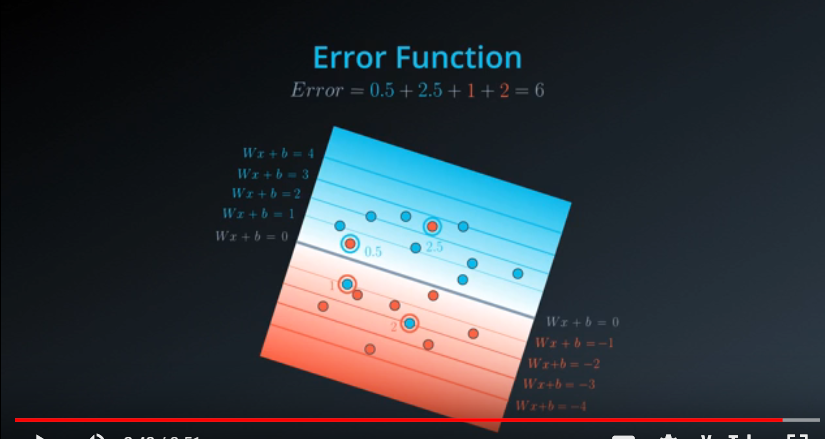 Error Function
Error = 0.5 + 2.5 + 1 + 2 = 6
Wx + b = 4
Wx + b = 3
Wx + b =2
Wx + b = 1
Wx + b = 0
0.5
2.5
1
2
Wx + b = 0
Wx + b =−1
Wx+b = −2
Wx+b = −3
Wx+b = −4